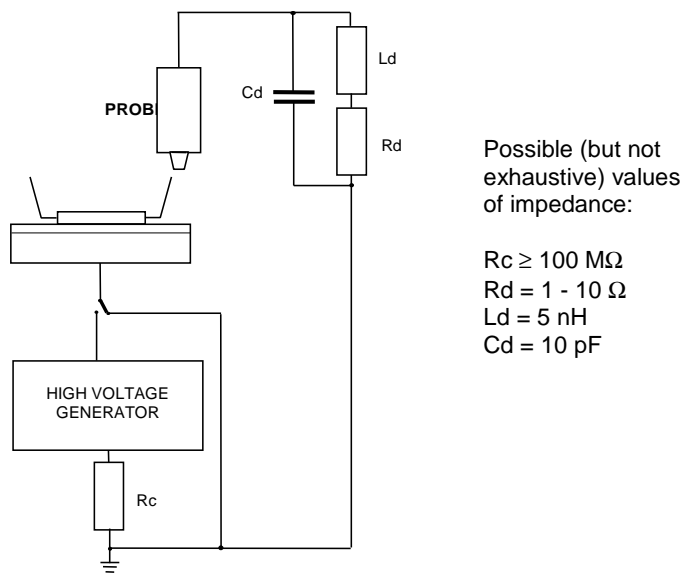 Ld
Cd
PROB
Rd
Possible (but not
exhaustive) values
of impedance:
Rc ≥ 100 MΩ
Rd = 1 - 10 Ω
Ld = 5 nH
Cd = 10 pF
HIGH VOLTAGE
GENERATOR
Rc